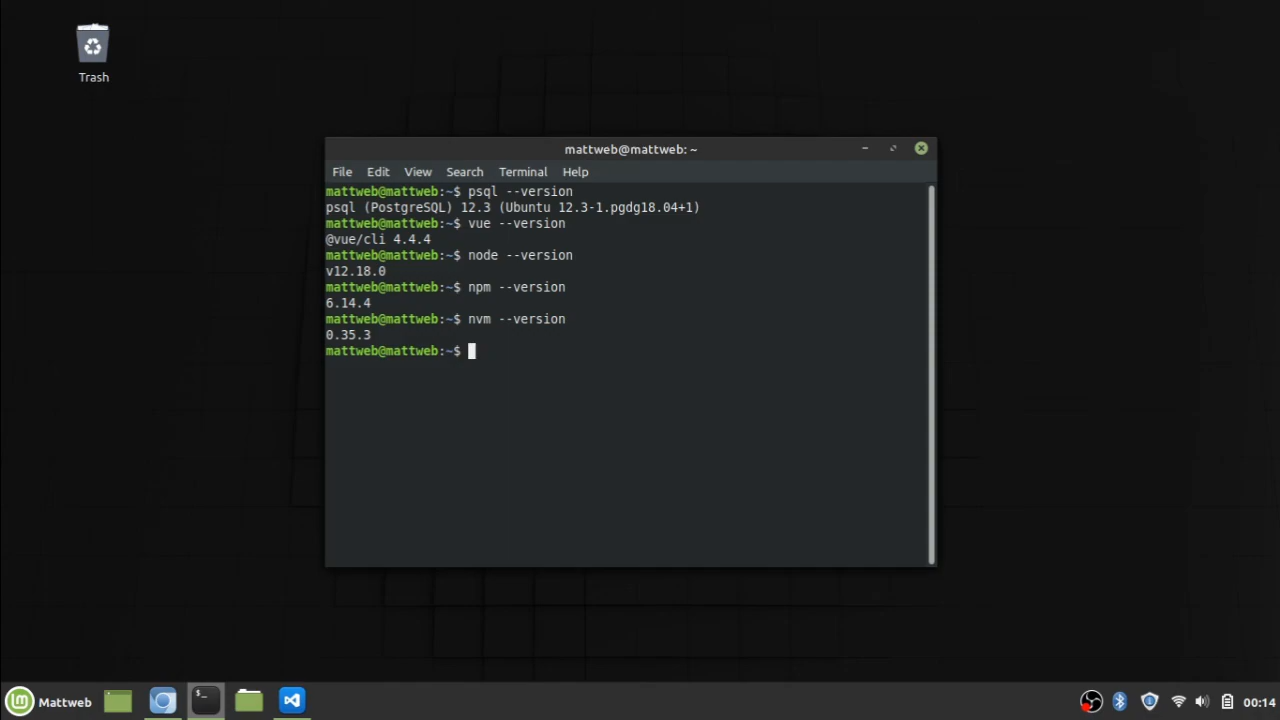 Trash
mattweb@mattweb: ~
File Edit View Search Terminal Help
mattweb@mattweb:~$ psql --version
psql (PostgreSQL) 12.3 (Ubuntu 12.3-1.pgdg18.04+1)
mattweb@mattweb:~$ vue --version
@vue/cli 4.4.4
mattweb@mattweb:~$ node --version
v12.18.0
mattweb@mattweb:~$ npm --version
6.14.4
mattweb@mattweb:~$ nvm --version
0.35.3
mattweb@mattweb:~$
Mattweb 00:14